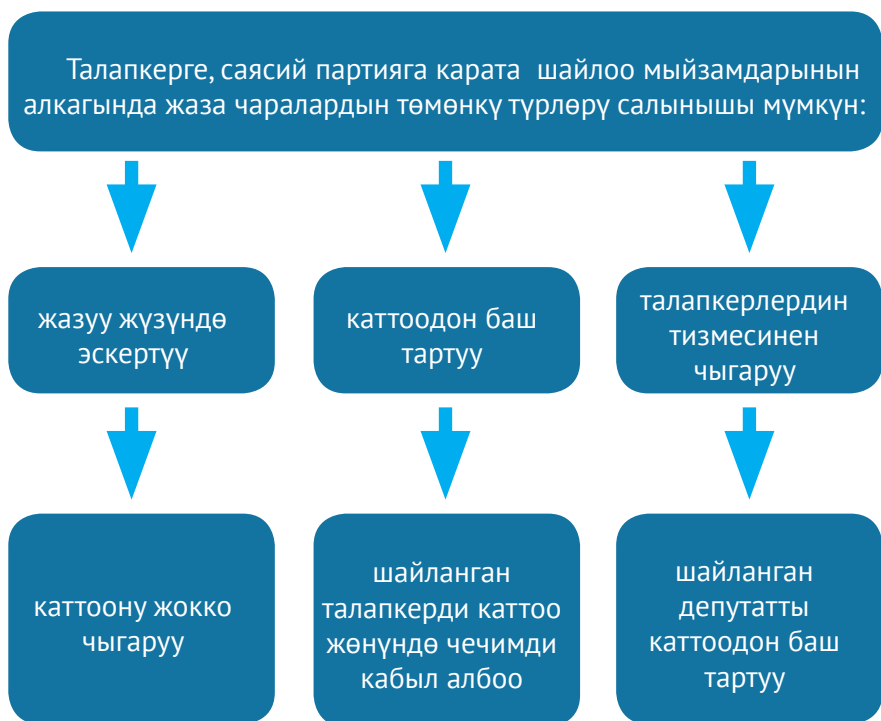 Талапкерге, саясий партияга карата шайлоо мыйзамдарынын
алкагында жаза чаралардын төмөнкү түрлөрү салынышы мүмкүн:
жазуу жүзүндө
эскертүү
каттоодон баш
тартуу
талапкерлердин
тизмесинен
чыгаруу
каттоону жокко
чыгаруу
шайланган
талапкерди каттоо
жөнүндө чечимди
кабыл албоо
шайланган
депутатты
каттоодон баш
тартуу